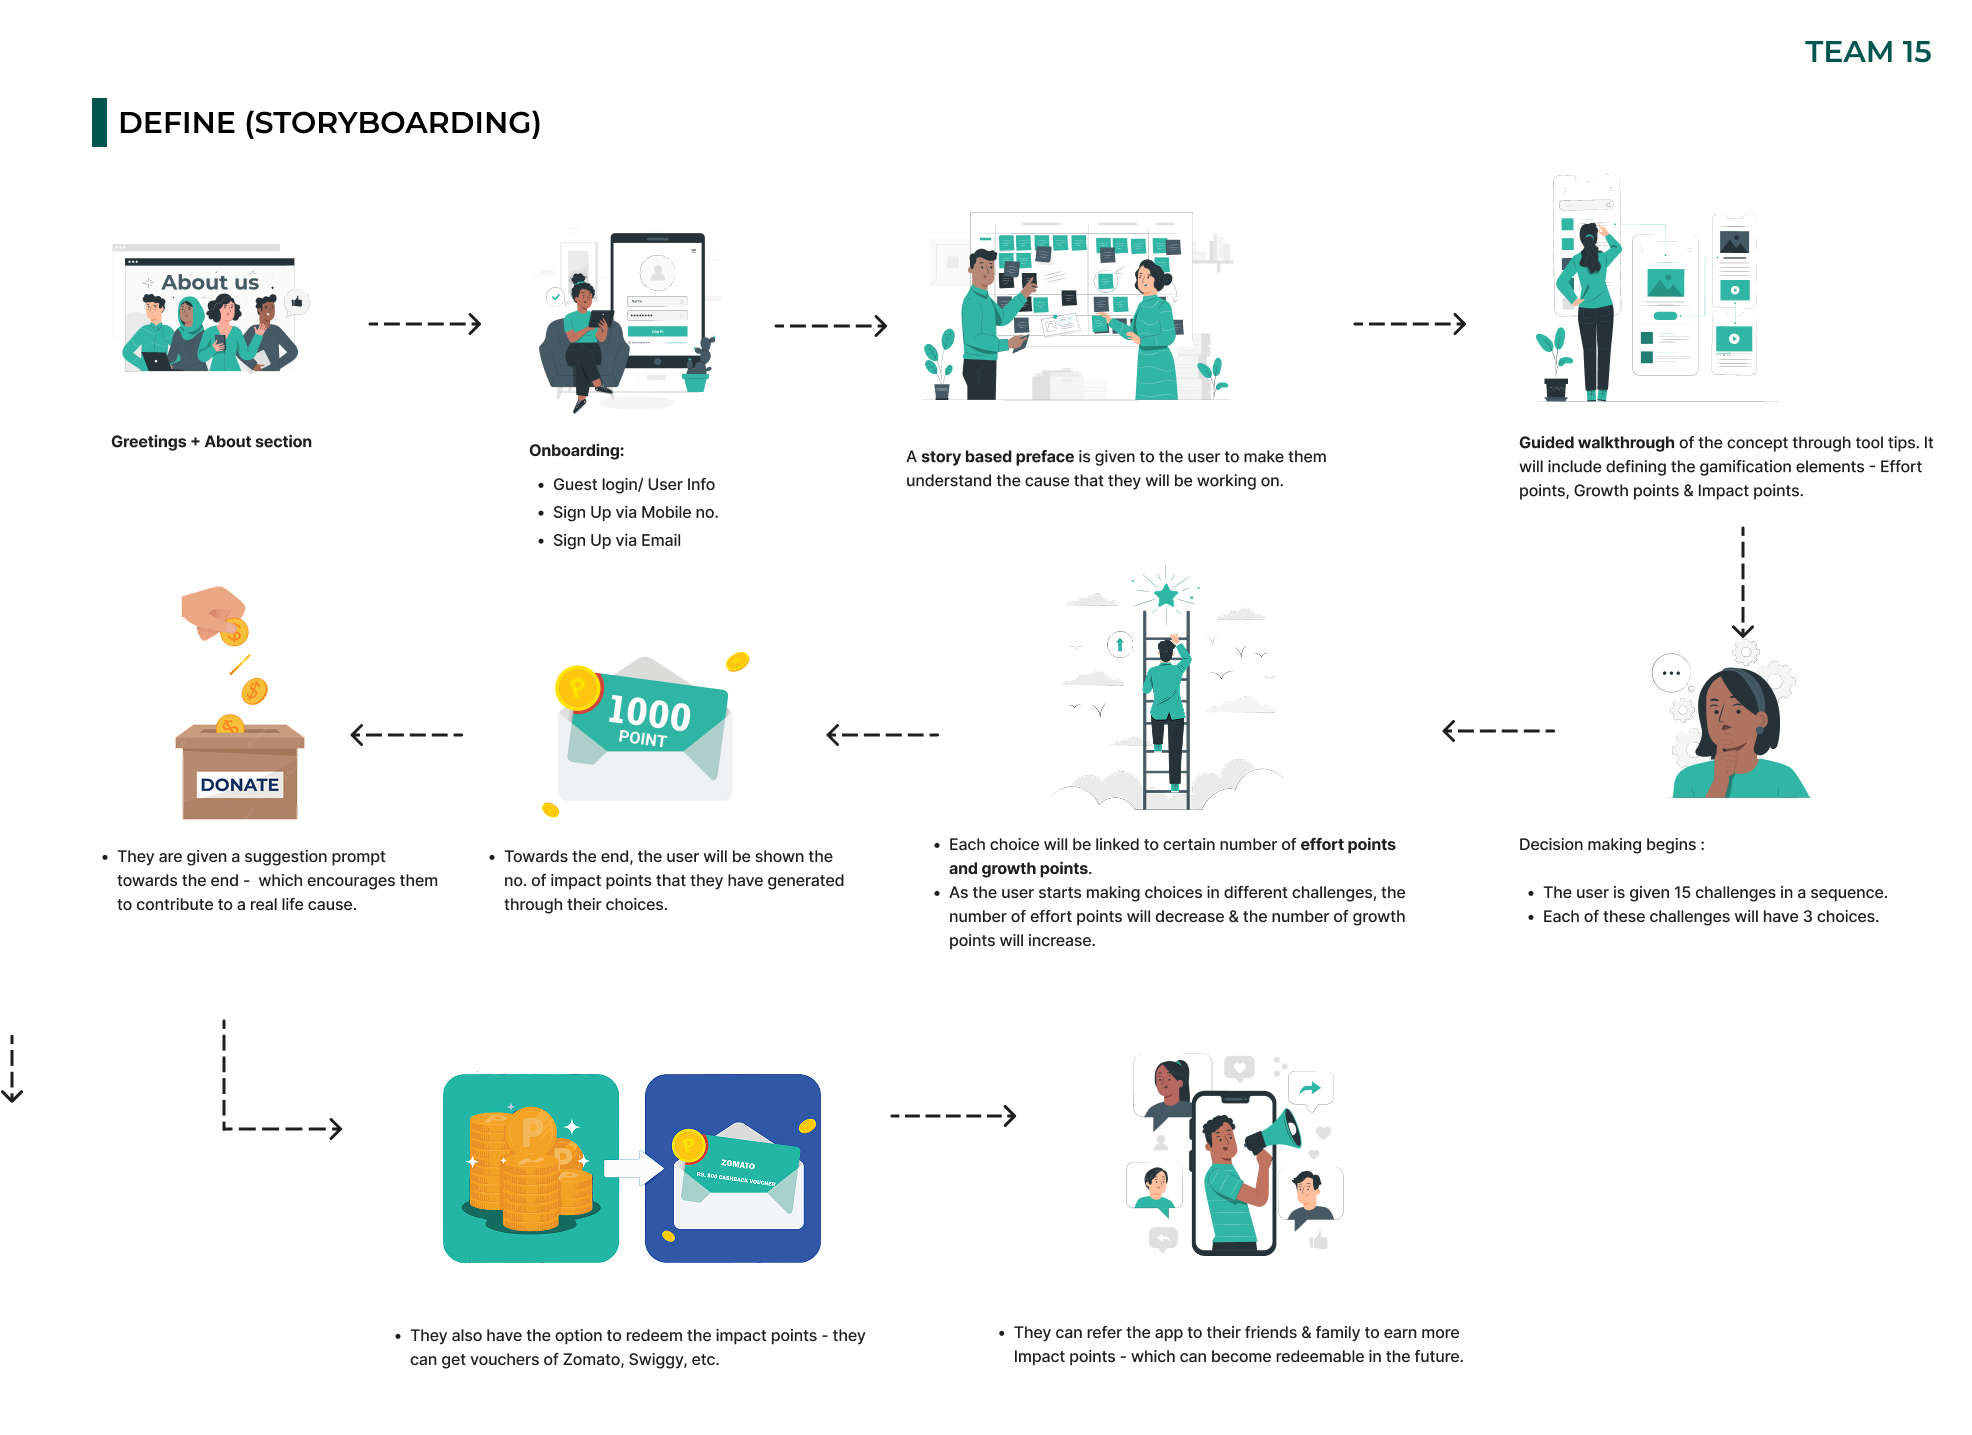 TEAM 15
DEFINE (STORYBOARDING)
About us
Name
Log in
Greetings + About section
Onboarding:
• Guest login/ User Info
• Sign Up via Mobile no.
• Sign Up via Email
A story based preface is given to the user to make them
understand the cause that they will be working on.
Guided walkthrough of the concept through tool tips. It
will include defining the gamification elements - Effort
points, Growth points & Impact points.
Decision making begins :
• The user is given 15 challenges in a sequence.
• Each of these challenges will have 3 choices.
• Each choice will be linked to certain number of effort points
and growth points.
• As the user starts making choices in different challenges, the
number of effort points will decrease & the number of growth
points will increase.
P
1000
POINT
• Towards the end, the user will be shown the
no. of impact points that they have generated
through their choices.
DONATE
• They are given a suggestion prompt
towards the end - which encourages them
to contribute to a real life cause.
P
P
P
ZOMATO
RS. 500 CASHBACK VOUCHER
• They also have the option to redeem the impact points - they
can get vouchers of Zomato, Swiggy, etc.
• They can refer the app to their friends & family to earn more
Impact points - which can become redeemable in the future.